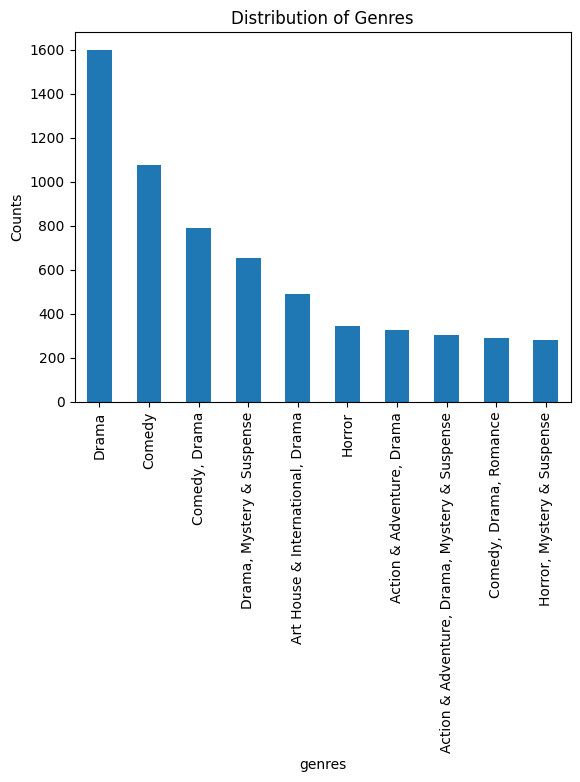 Distribution of Genres
Counts
1600
1400
1200
1000
800
600
400
200
0
Drama
Comedy
Comedy, Drama
Drama, Mystery & Suspense
Art House & International, Drama
Horror
Action & Adventure, Drama
Action & Adventure, Drama, Mystery & Suspense
Comedy, Drama, Romance
Horror, Mystery & Suspense
genres